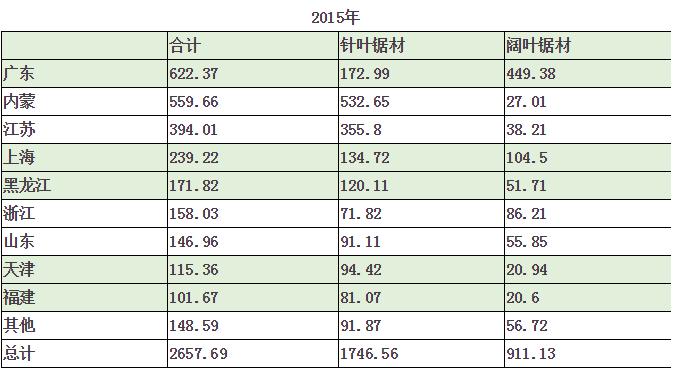 2015年
合计 针叶锯材 阔叶锯材
广东 622.37 172.99 449.38
内蒙 559.66 532.65 27.01
江苏 394.01 355.8 38.21
上海 239.22 134.72 104.5
黑龙江 171.82 120.11 51.71
浙江 158.03 71.82 86.21
山东 146.96 91.11 55.85
天津 115.36 94.42 20.94
福建 101.67 81.07 20.6
其他 148.59 91.87 56.72
总计 2657.69 1746.56 911.13